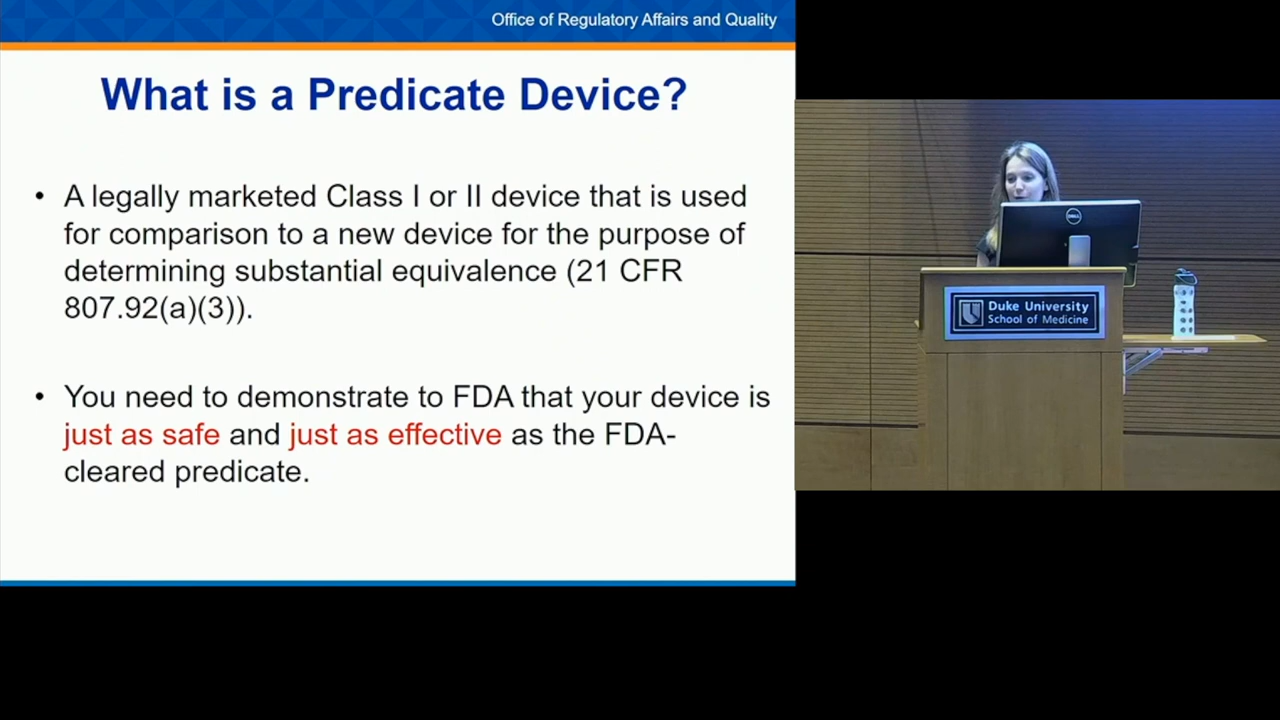 Office of Regulatory Affairs and Quality
What is a Predicate Device?
• A legally marketed Class I or II device that is used
for comparison to a new device for the purpose of
determining substantial equivalence (21 CFR
807.92(a)(3)).
• You need to demonstrate to FDA that your device is
just as safe and just as effective as the FDA-
cleared predicate.
DELL
Duke University
School of Medicine